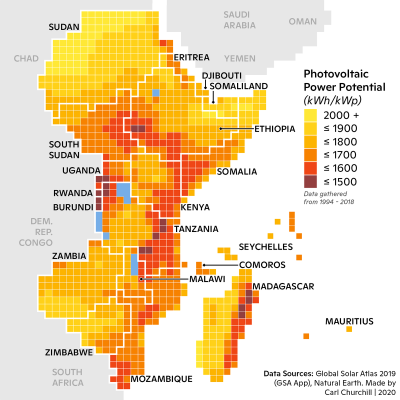 SUDAN
SAUDI
ARABIA
OMAN
CHAD
ERITREA
YEMEN
DJIBOUTI
SOMALILAND
Photovoltaic
Power Potential
(kWh/kWp)
2000 +
≤ 1900
≤ 1800
≤ 1700
≤ 1600
≤ 1500
Data gathered
from 1994 - 2018
ETHIOPIA
SOUTH
SUDAN
UGANDA
SOMALIA
RWANDA
BURUNDI
KENYA
DEM.
REP.
CONGO
TANZANIA
SEYCHELLES
ZAMBIA
COMOROS
MALAWI
MADAGASCAR
MAURITIUS
ZIMBABWE
SOUTH
AFRICA
MOZAMBIQUE
Data Sources: Global Solar Atlas 2019
(GSA App), Natural Earth. Made by
Carl Churchill | 2020